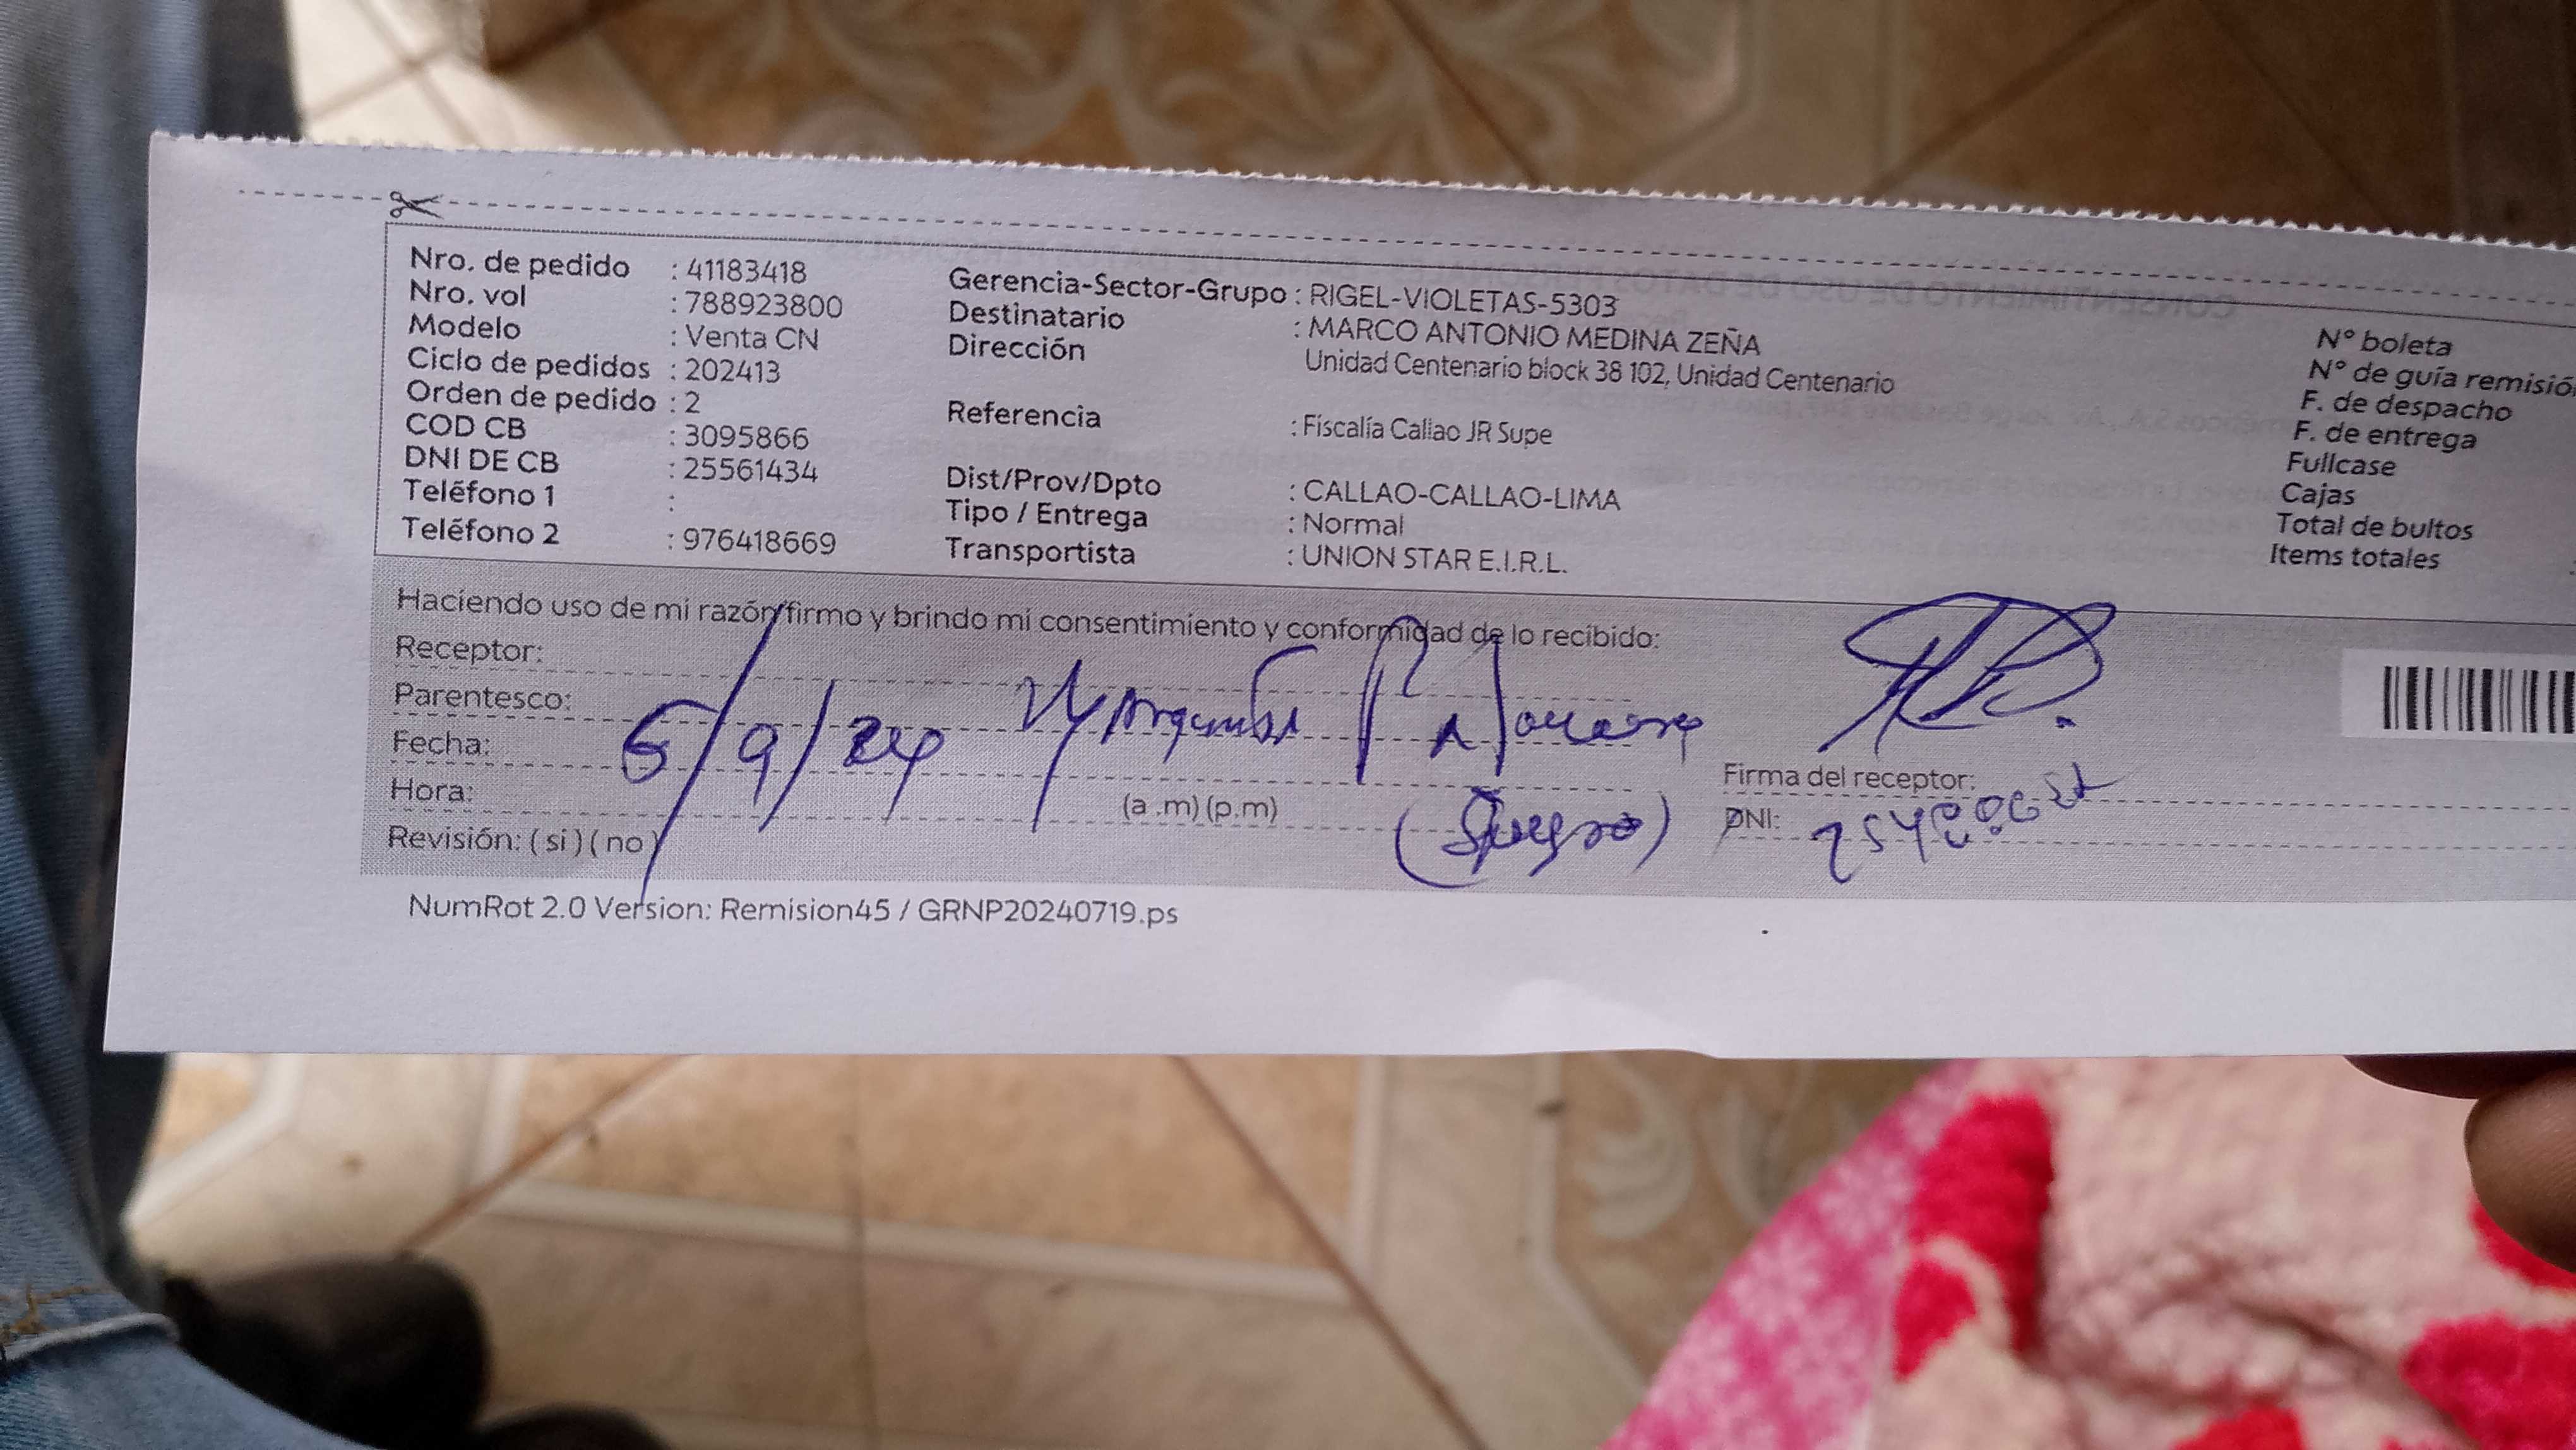 Nro. de pedido : 41183418
Nro. vol : 788923800
Modelo : Venta CN
Ciclo de pedidos : 202413
Orden de pedido : 2
COD CB : 3095866
DNI DE CB : 25561434
Teléfono 1 :
Teléfono 2 : 976418669
Gerencia-Sector-Grupo : RIGEL-VIOLETAS-5303
Destinatario : MARCO ANTONIO MEDINA ZEÑA
Dirección Unidad Centenario block 38 102, Unidad Centenario
Referencia : Fiscalía Callao JR Supe
Dist/Prov/Dpto : CALLAO-CALLAO-LIMA
Tipo / Entrega : Normal
Transportista : UNION STAR E.I.R.L.
N° boleta
N° de guía remisión
F. de despacho
F. de entrega
Fullcase
Cajas
Total de bultos
Items totales
Haciendo uso de mi razón firmo y brindo mi consentimiento y conformidad de lo recibido:
Receptor:
Parentesco:
Fecha: 5/9/24
Hora: (a .m) (p.m)
(Suegro)
Revisión: ( si ) ( no )
Firma del receptor:
DNI:
NumRot 2.0 Version: Remision45 / GRNP20240719.ps